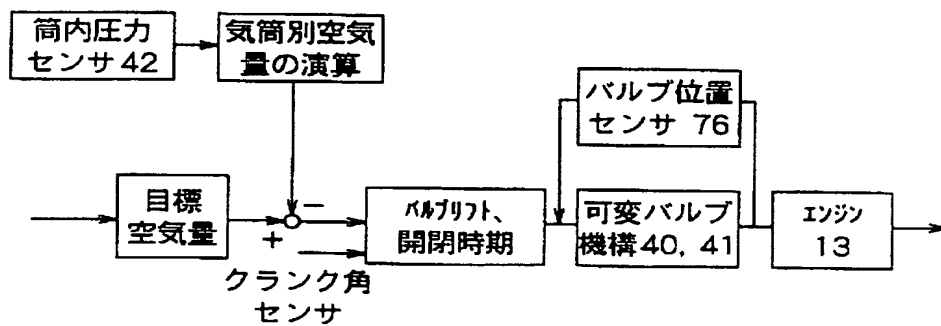 筒内圧力
センサ42
気筒別空気
量の演算
バルブ位置
センサ 76
目標
空気量
−
+
バルブリフト、
開閉時期
可変バルブ
機構40, 41
エンジン
13
クランク角
センサ